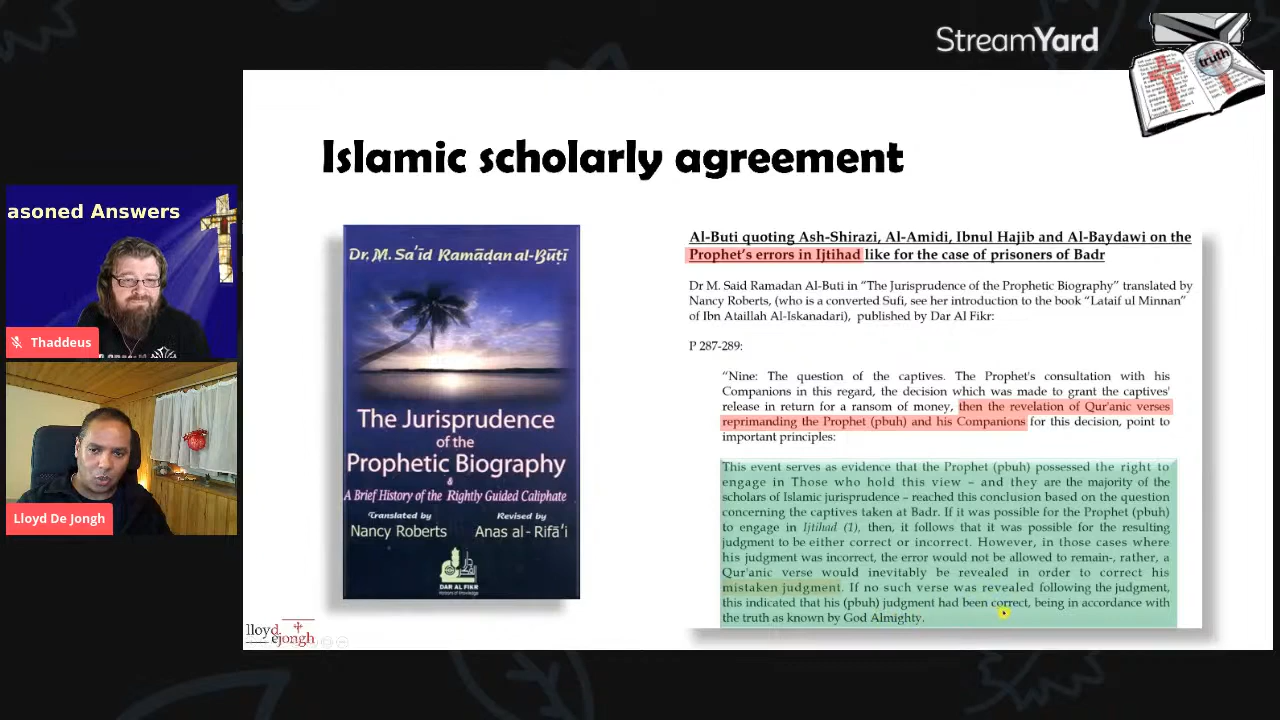 StreamYard
truth
Islamic scholarly agreement
asoned Answers
Thaddeus
Lloyd De Jongh
Dr. M. Sa'īd Ramaḍan al-Būṭī
The Jurisprudence
of the
Prophetic Biography
&
A Brief History of the Rightly Guided Caliphate
Translated by
Nancy Roberts
Revised by
Anas al-Rifā'i
DAR AL FIKR
lloyd
dejongh
Al-Buti quoting Ash-Shirazi, Al-Amidi, Ibnul Hajib and Al-Baydawi on the
Prophet's errors in Ijtihad like for the case of prisoners of Badr
Dr M. Said Ramadan Al-Buti in “The Jurisprudence of the Prophetic Biography” translated by
Nancy Roberts, (who is a converted Sufi, see her introduction to the book “Lataif ul Minnan”
of Ibn Ataillah Al-Iskanadari), published by Dar Al Fikr:
P 287-289:
“Nine: The question of the captives. The Prophet's consultation with his
Companions in this regard, the decision which was made to grant the captives'
release in return for a ransom of money, then the revelation of Qur'anic verses
reprimanding the Prophet (pbuh) and his Companions for this decision, point to
important principles:
This event serves as evidence that the Prophet (pbuh) possessed the right to
engage in Those who hold this view – and they are the majority of the
scholars of Islamic jurisprudence – reached this conclusion based on the question
concerning the captives taken at Badr. If it was possible for the Prophet (pbuh)
to engage in Ijtihad (1), then, it follows that it was possible for the resulting
judgment to be either correct or incorrect. However, in those cases where
his judgment was incorrect, the error would not be allowed to remain-, rather, a
Qur'anic verse would inevitably be revealed in order to correct his
mistaken judgment. If no such verse was revealed following the judgment,
this indicated that his (pbuh) judgment had been correct, being in accordance with
the truth as known by God Almighty.